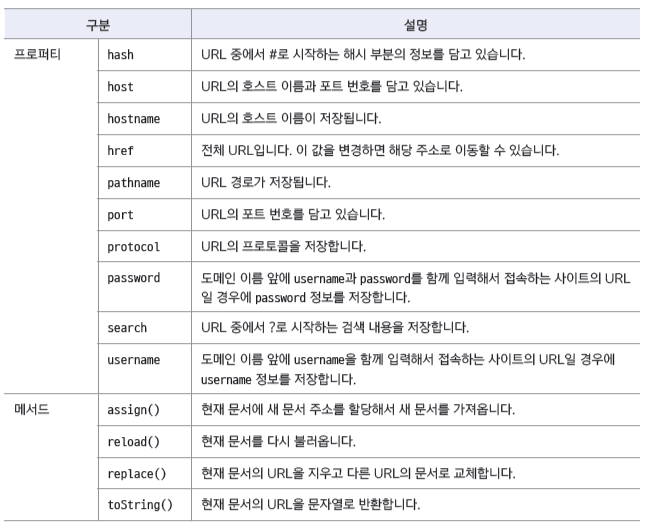 구분 설명
프로퍼티 hash URL 중에서 #로 시작하는 해시 부분의 정보를 담고 있습니다.
host URL의 호스트 이름과 포트 번호를 담고 있습니다.
hostname URL의 호스트 이름이 저장됩니다.
href 전체 URL입니다. 이 값을 변경하면 해당 주소로 이동할 수 있습니다.
pathname URL 경로가 저장됩니다.
port URL의 포트 번호를 담고 있습니다.
protocol URL의 프로토콜을 저장합니다.
password 도메인 이름 앞에 username과 password를 함께 입력해서 접속하는 사이트의 URL
일 경우에 password 정보를 저장합니다.
search URL 중에서 ?로 시작하는 검색 내용을 저장합니다.
username 도메인 이름 앞에 username을 함께 입력해서 접속하는 사이트의 URL일 경우에
username 정보를 저장합니다.
메서드 assign() 현재 문서에 새 문서 주소를 할당해서 새 문서를 가져옵니다.
reload() 현재 문서를 다시 불러옵니다.
replace() 현재 문서의 URL을 지우고 다른 URL의 문서로 교체합니다.
toString() 현재 문서의 URL을 문자열로 반환합니다.